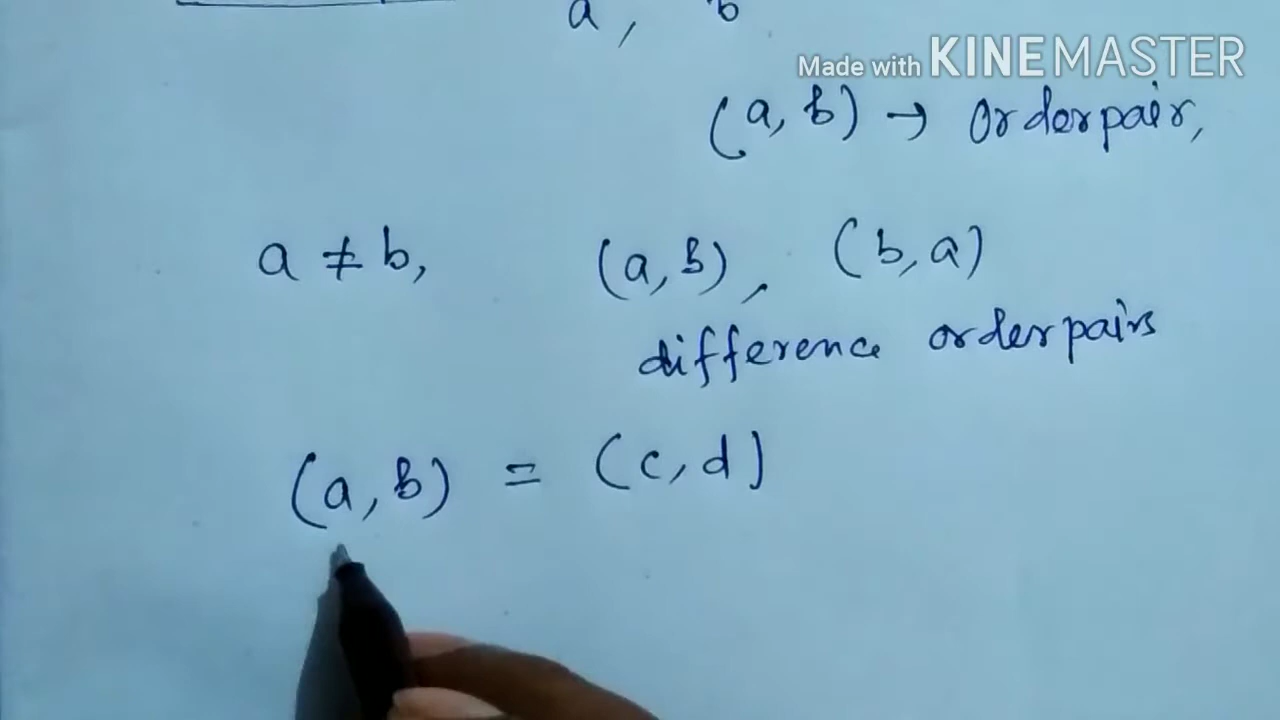 a, b
Made with KINEMASTER
(a, b) → Orderpair,
a ≠ b, (a, b), (b, a)
difference orderpairs
(a, b) = (c, d)